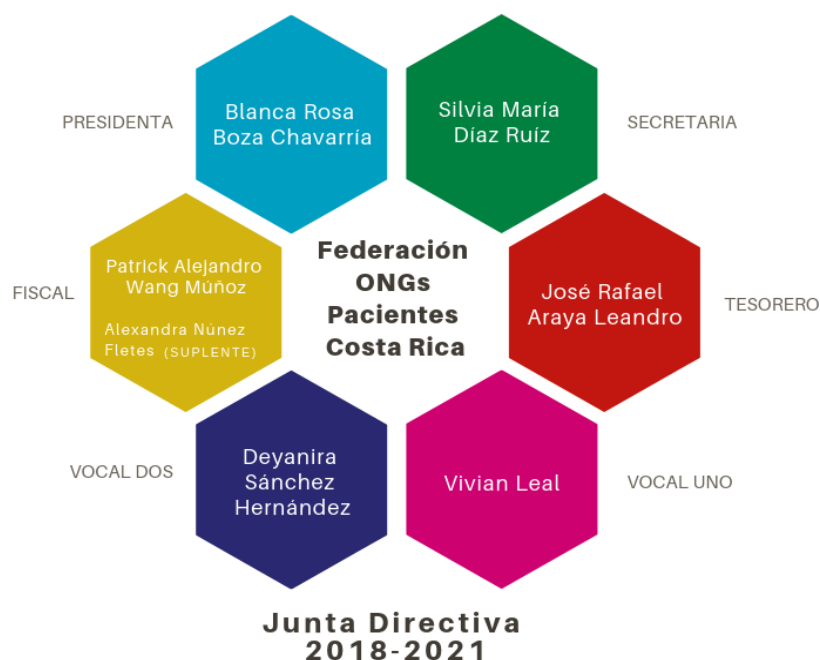 PRESIDENTA
Blanca Rosa
Boza Chavarría
Silvia María
Díaz Ruíz
SECRETARIA
FISCAL
Patrick Alejandro
Wang Múñoz
Alexandra Núnez
Fletes (SUPLENTE)
Federación
ONGs
Pacientes
Costa Rica
José Rafael
Araya Leandro
TESORERO
VOCAL DOS
Deyanira
Sánchez
Hernández
Vivian Leal
VOCAL UNO
Junta Directiva
2018-2021